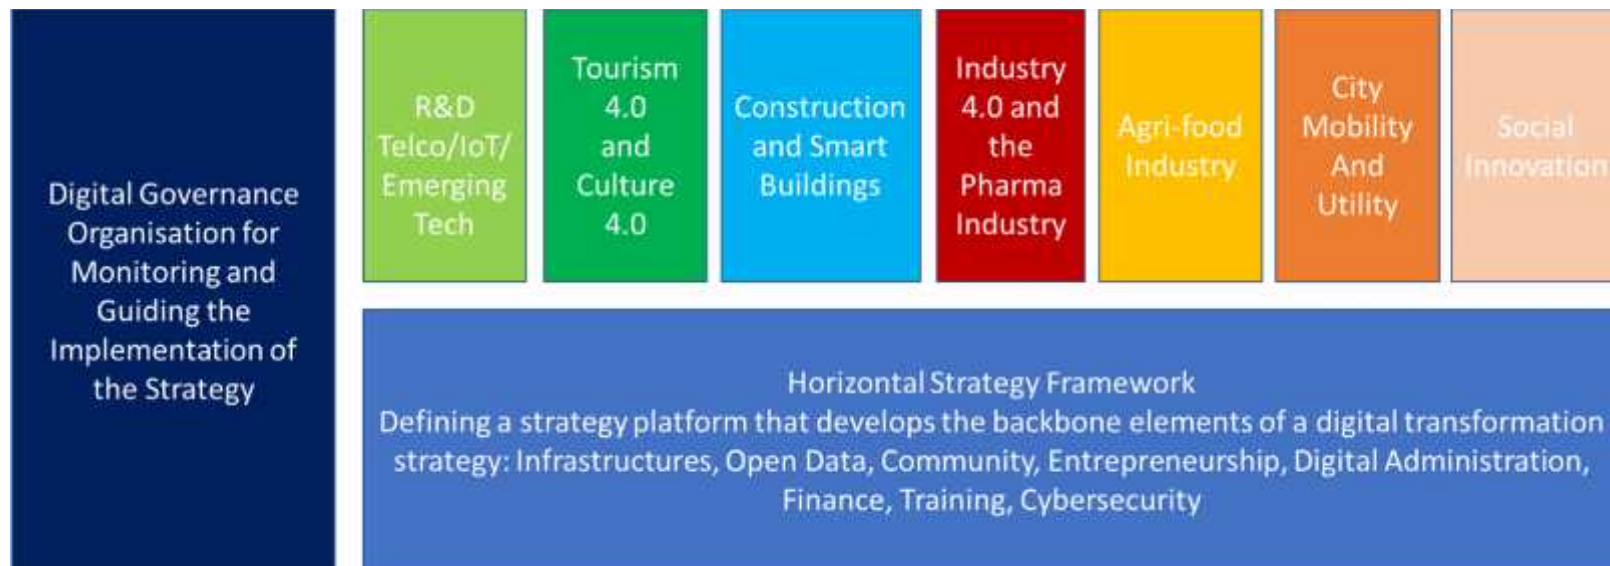 Digital Governance
Organisation for
Monitoring and
Guiding the
Implementation of
the Strategy
R&D
Telco/IoT/
Emerging
Tech
Tourism
4.0
and
Culture
4.0
Construction
and Smart
Buildings
Industry
4.0 and
the
Pharma
Industry
Agri-food
Industry
City
Mobility
And
Utility
Social
Innovation
Horizontal Strategy Framework
Defining a strategy platform that develops the backbone elements of a digital transformation
strategy: Infrastructures, Open Data, Community, Entrepreneurship, Digital Administration,
Finance, Training, Cybersecurity